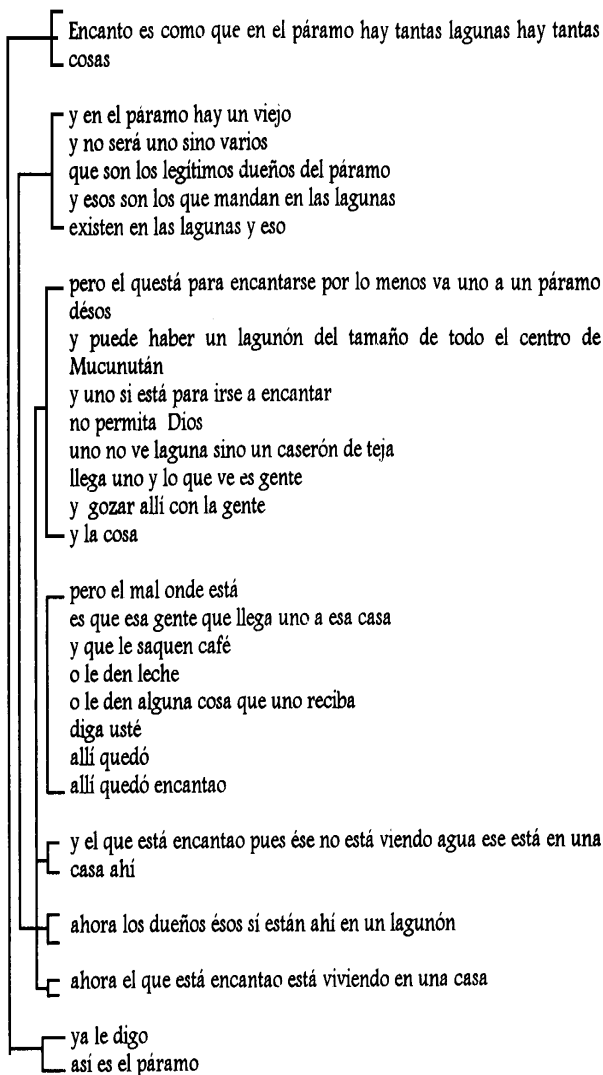 Encanto es como que en el páramo hay tantas lagunas hay tantas
cosas
y en el páramo hay un viejo
y no será uno sino varios
que son los legítimos dueños del páramo
y esos son los que mandan en las lagunas
existen en las lagunas y eso
pero el questá para encantarse por lo menos va uno a un páramo
désos
y puede haber un lagunón del tamaño de todo el centro de
Mucunután
y uno si está para irse a encantar
no permita Dios
uno no ve laguna sino un caserón de teja
llega uno y lo que ve es gente
y gozar allí con la gente
y la cosa
pero el mal onde está
es que esa gente que llega uno a esa casa
y que le saquen café
o le den leche
o le den alguna cosa que uno reciba
diga usté
allí quedó
allí quedó encantao
y el que está encantao pues ése no está viendo agua ese está en una
casa ahí
ahora los dueños ésos sí están ahí en un lagunón
ahora el que está encantao está viviendo en una casa
ya le digo
así es el páramo